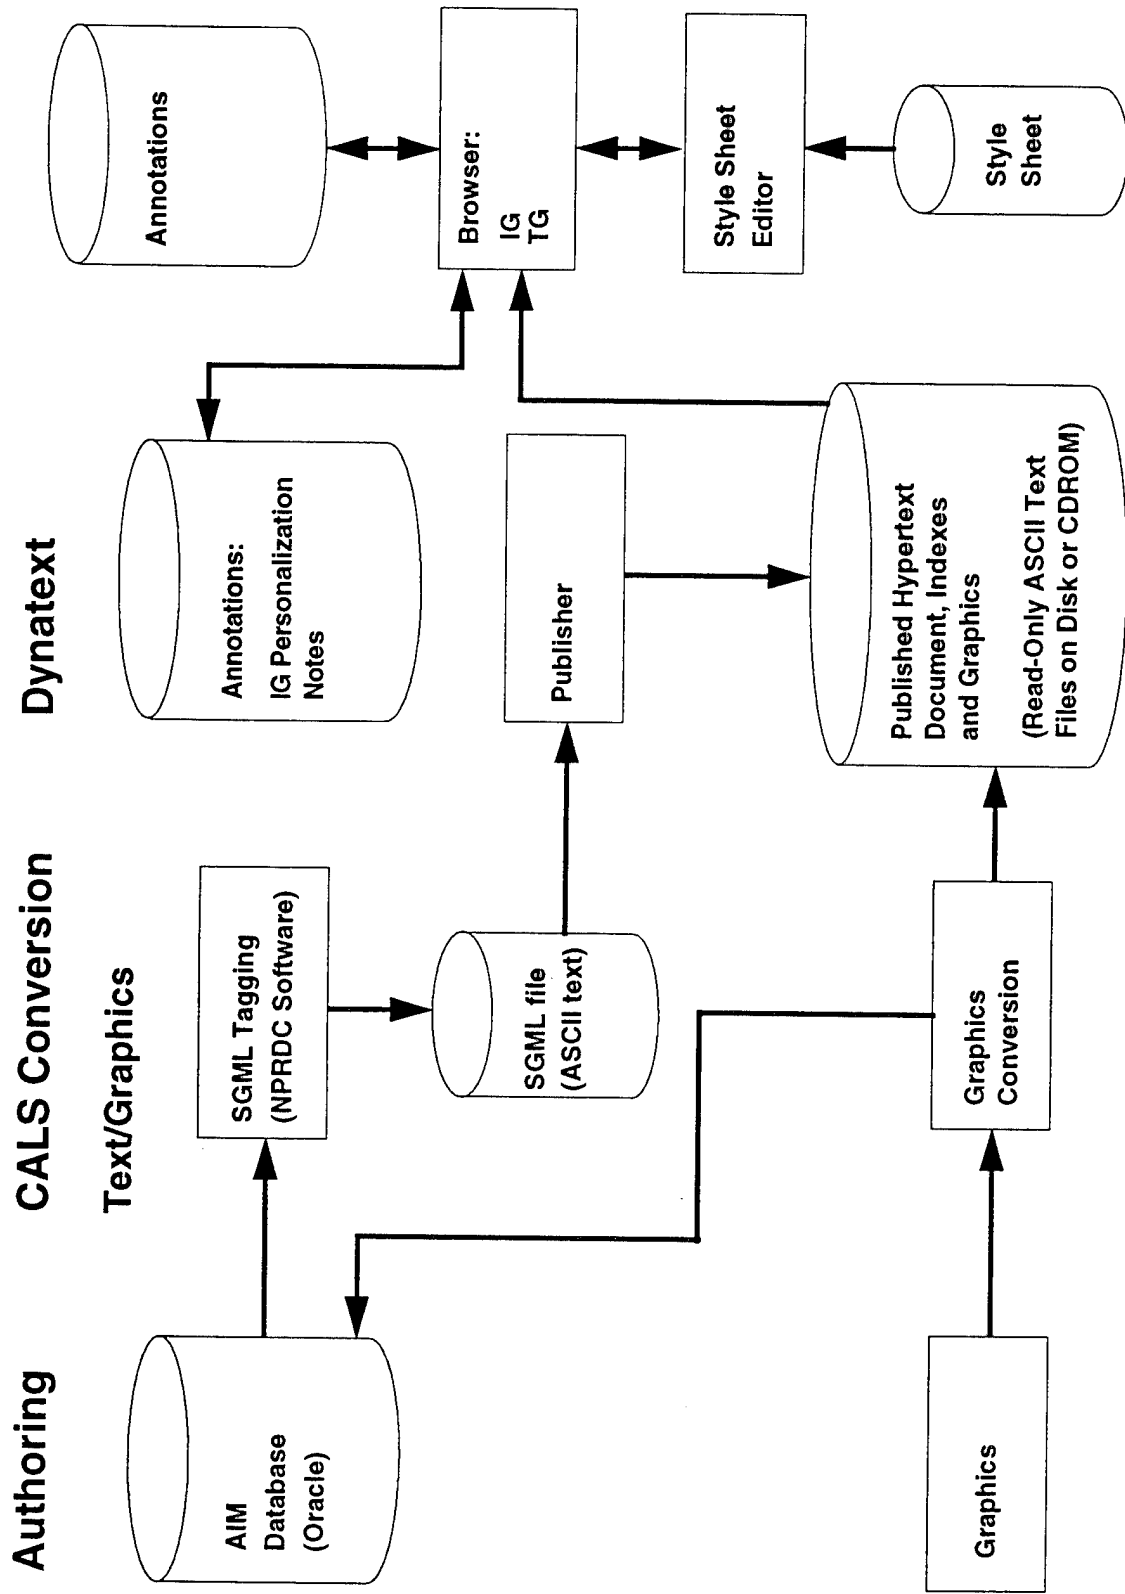 Authoring
CALS Conversion
Dynatext
Text/Graphics
AIM
Database
(Oracle)
SGML Tagging
(NPRDC Software)
Annotations:
IG Personalization
Notes
Annotations
SGML file
(ASCII text)
Publisher
Browser:
IG
TG
Style Sheet
Editor
Graphics
Graphics
Conversion
Published Hypertext
Document, Indexes
and Graphics
(Read-Only ASCII Text
Files on Disk or CDROM)
Style
Sheet